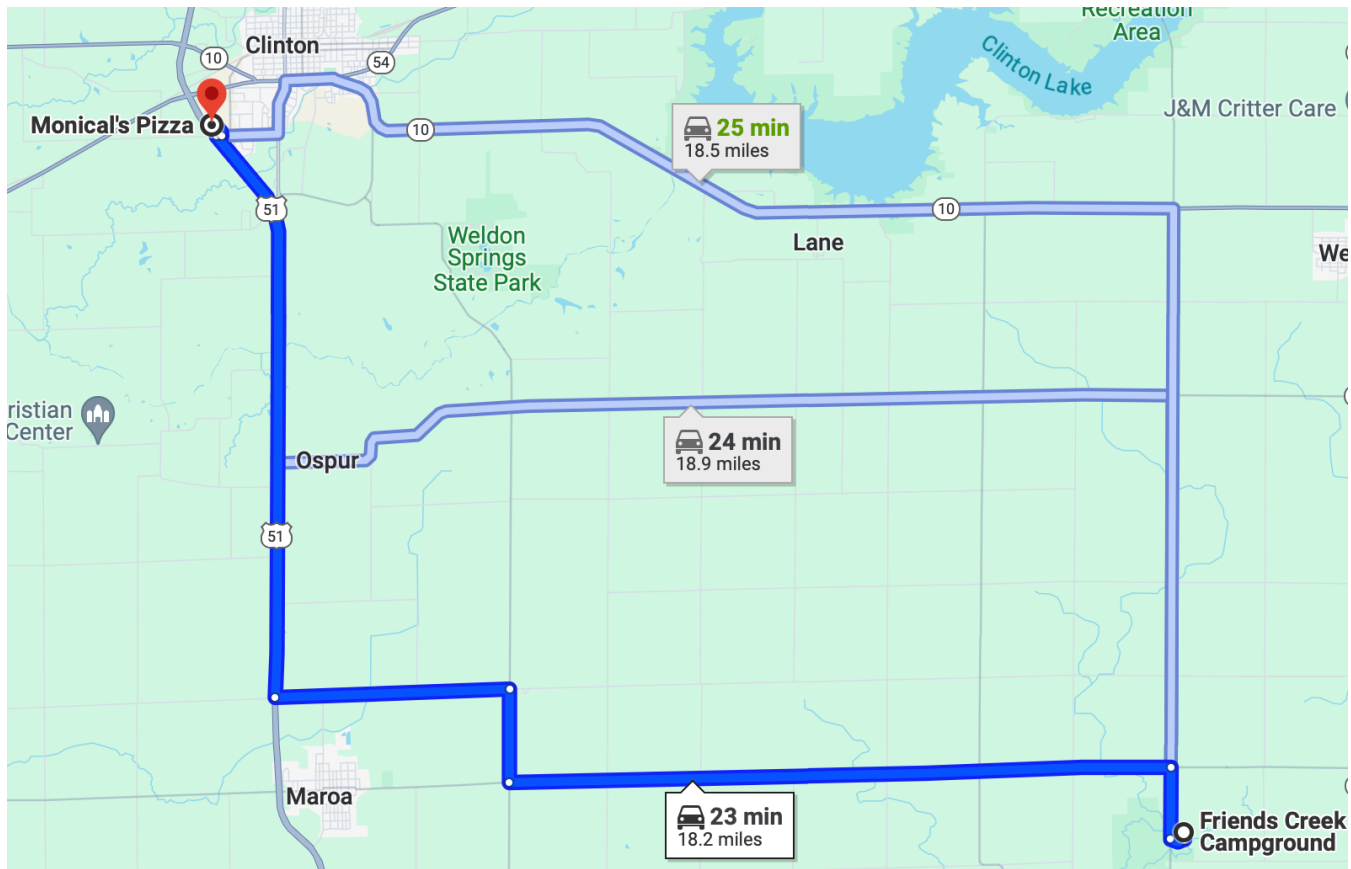 Recreation
Area
Clinton
10
54
Clinton Lake
Monical's Pizza
10
25 min
18.5 miles
J&M Critter Care
51
10
Weldon
Springs
State Park
Lane
We
ristian
Center
Ospur
24 min
18.9 miles
51
Maroa
23 min
18.2 miles
Friends Creek
Campground